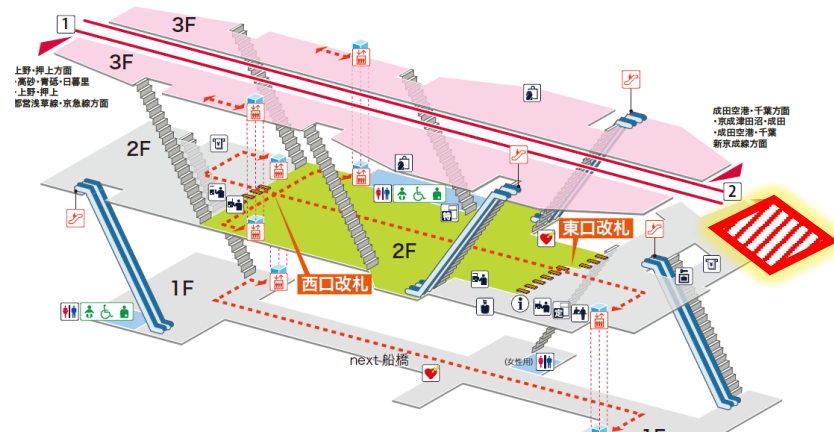 1
3F
3F
上野・押上方面
・高砂・青砥・日暮里
・上野・押上
都営浅草線・京急線方面
成田空港・千葉方面
・京成津田沼・成田
・成田空港・千葉
新京成線方面
2
2F
2F
東口改札
西口改札
1F
next 船橋
(女性用)
1F